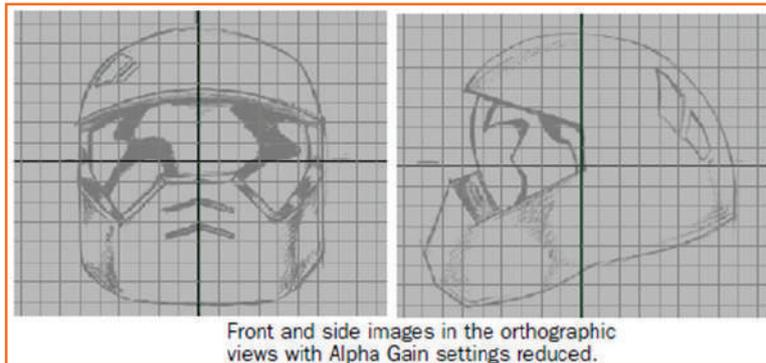 Front and side images in the orthographic
views with Alpha Gain settings reduced.